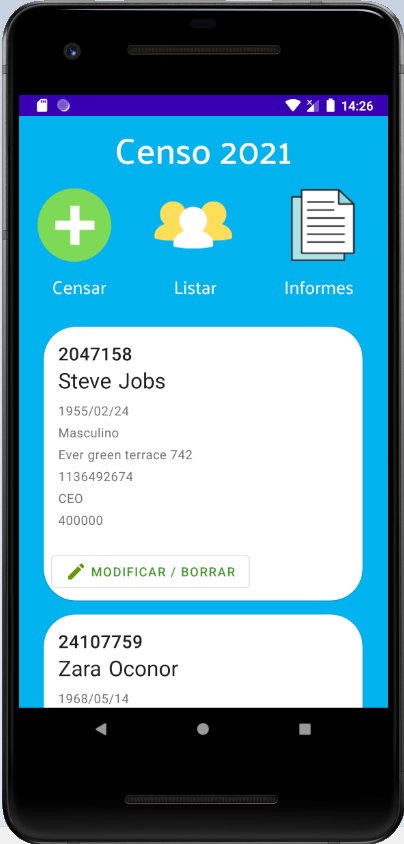 14:26
Censo 2021
Censar Listar Informes
2047158
Steve Jobs
1955/02/24
Masculino
Ever green terrace 742
1136492674
CEO
400000
MODIFICAR / BORRAR
24107759
Zara Oconor
1968/05/14